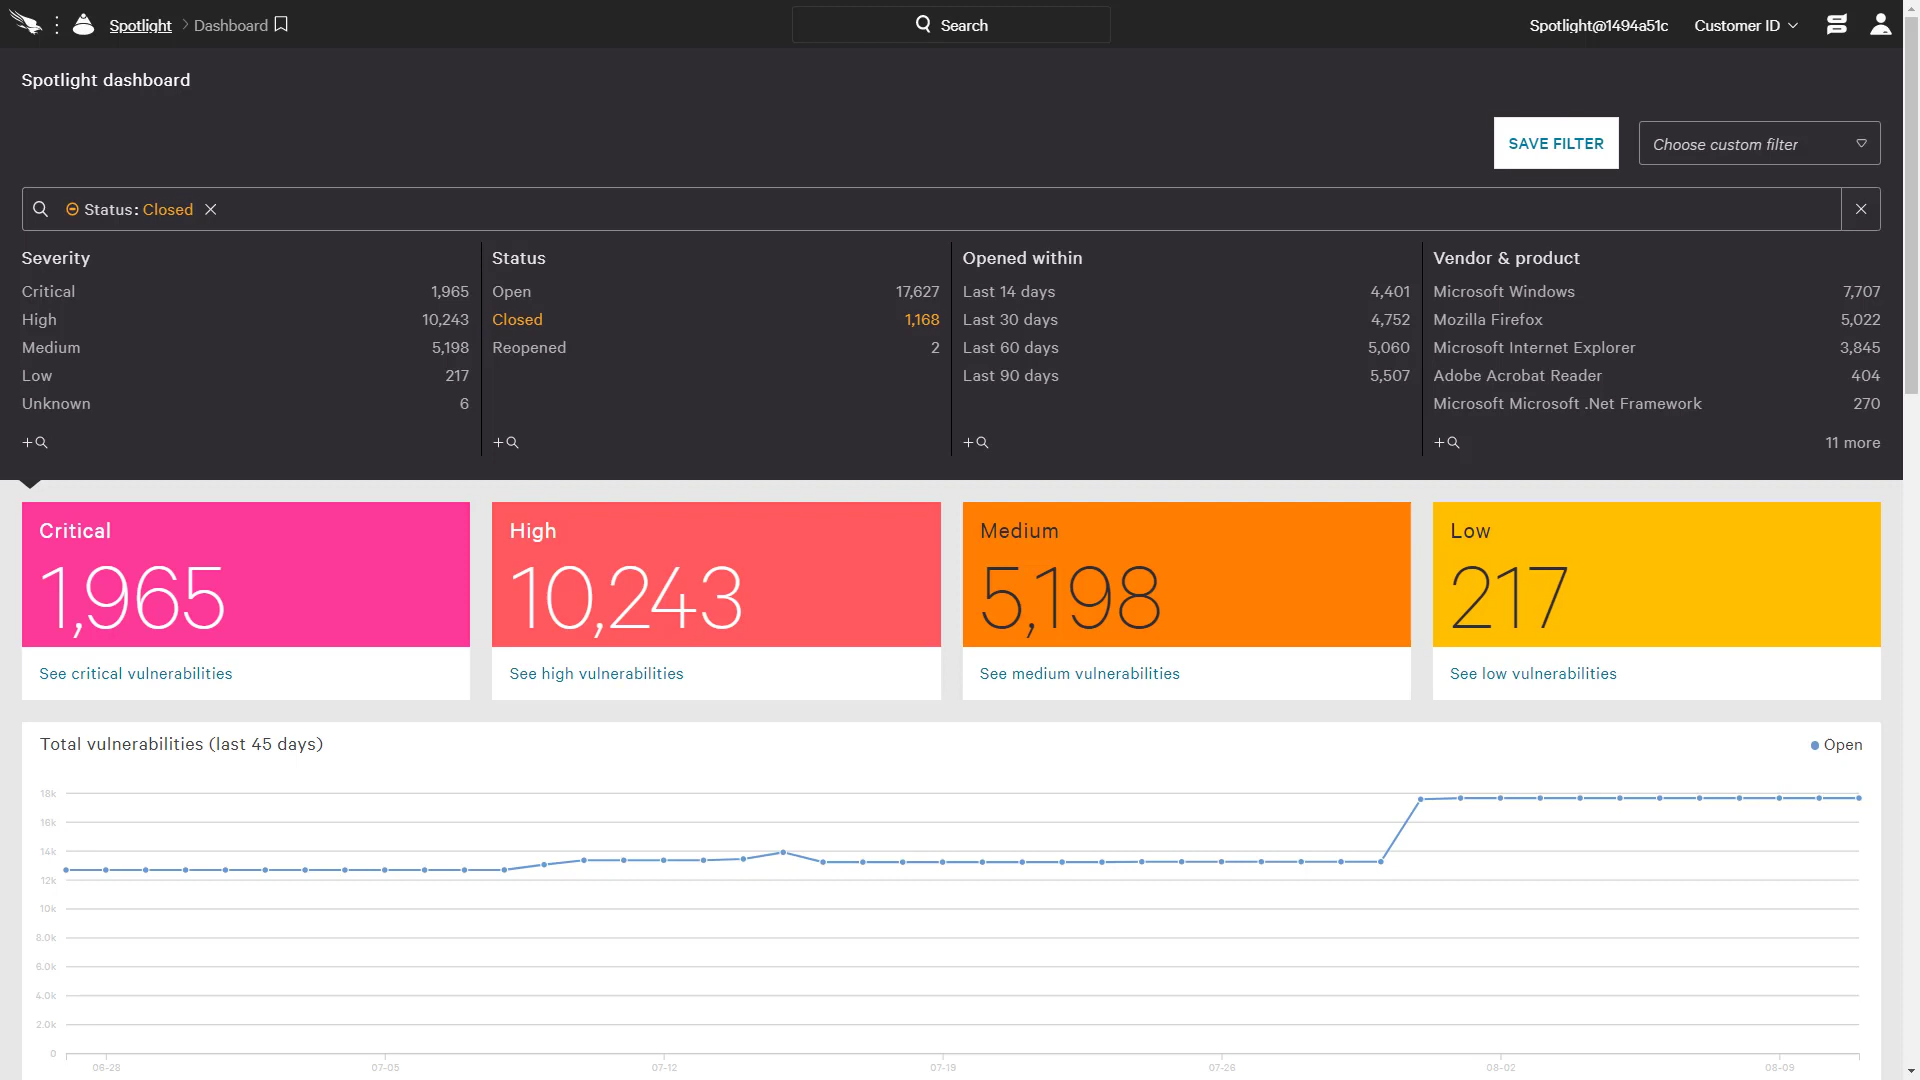 Spotlight Dashboard Search Spotlight@1494a51c Customer ID
Spotlight dashboard
SAVE FILTER Choose custom filter
Status: Closed
Severity
Critical 1,965
High 10,243
Medium 5,198
Low 217
Unknown 6
Status
Open 17,627
Closed 1,168
Reopened 2
Opened within
Last 14 days 4,401
Last 30 days 4,752
Last 60 days 5,060
Last 90 days 5,507
Vendor & product
Microsoft Windows 7,707
Mozilla Firefox 5,022
Microsoft Internet Explorer 3,845
Adobe Acrobat Reader 404
Microsoft Microsoft .Net Framework 270
11 more
Critical
1,965
See critical vulnerabilities
High
10,243
See high vulnerabilities
Medium
5,198
See medium vulnerabilities
Low
217
See low vulnerabilities
Total vulnerabilities (last 45 days) Open
18k
16k
14k
12k
10k
8.0k
6.0k
4.0k
2.0k
0
06-28 07-05 07-12 07-19 07-26 08-02 08-09